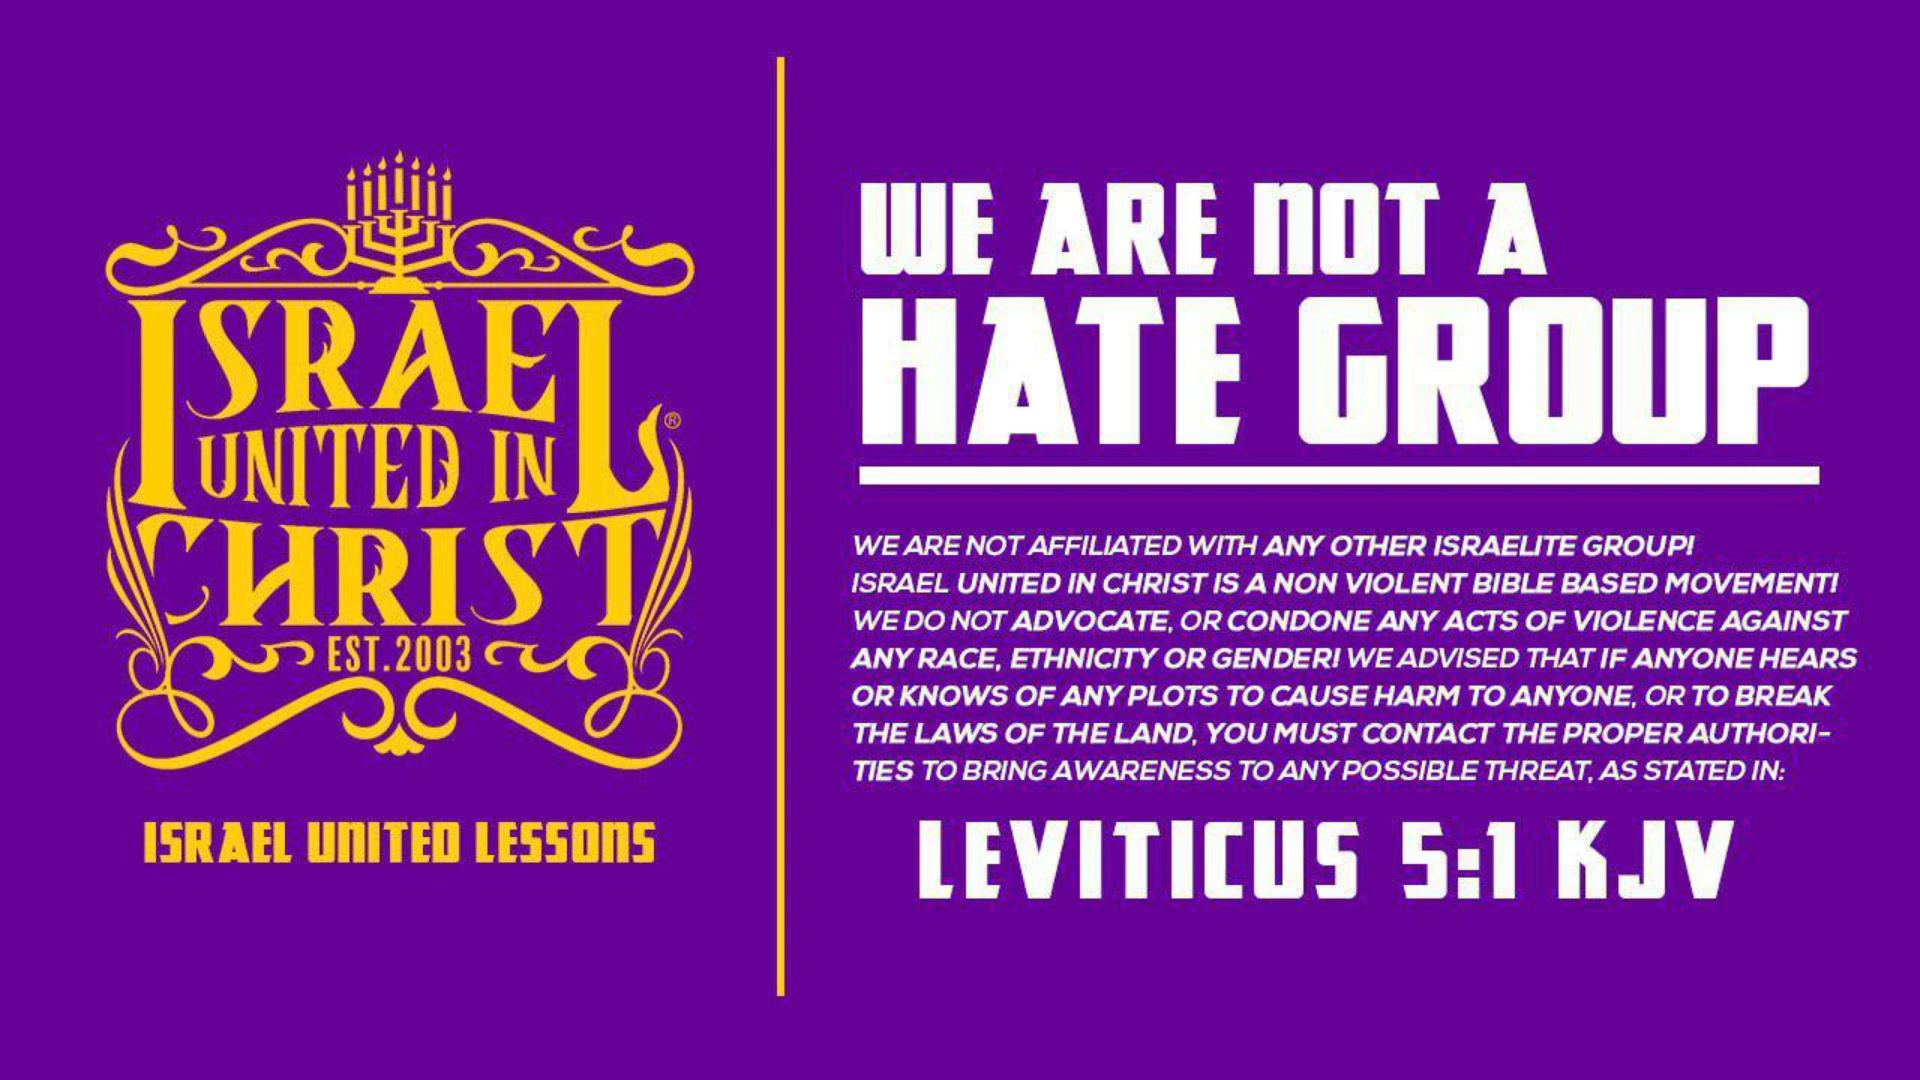 ISRAEL
UNITED IN
CHRIST
®
EST.2003
ISRAEL UNITED LESSONS
WE ARE NOT A
HATE GROUP
WE ARE NOT AFFILIATED WITH ANY OTHER ISRAELITE GROUP!
ISRAEL UNITED IN CHRIST IS A NON VIOLENT BIBLE BASED MOVEMENT!
WE DO NOT ADVOCATE, OR CONDONE ANY ACTS OF VIOLENCE AGAINST
ANY RACE, ETHNICITY OR GENDER! WE ADVISED THAT IF ANYONE HEARS
OR KNOWS OF ANY PLOTS TO CAUSE HARM TO ANYONE, OR TO BREAK
THE LAWS OF THE LAND, YOU MUST CONTACT THE PROPER AUTHORI-
TIES TO BRING AWARENESS TO ANY POSSIBLE THREAT, AS STATED IN:
LEVITICUS 5:1 KJV